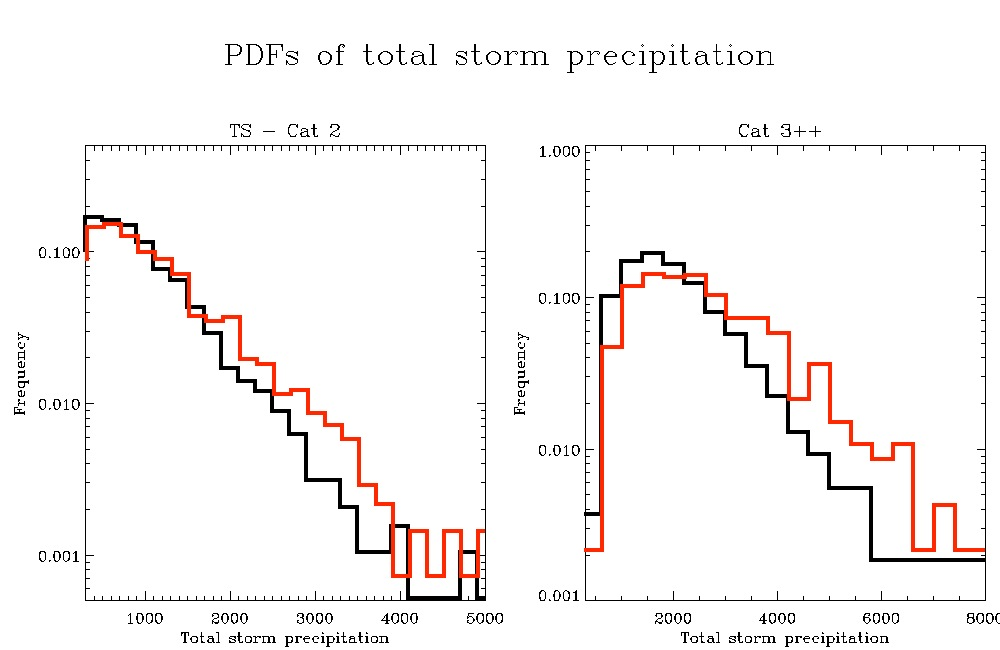 PDFs of total storm precipitation
TS - Cat 2
0.100
0.010
0.001
Frequency
1000 2000 3000 4000 5000
Total storm precipitation
Cat 3++
1.000
0.100
0.010
0.001
Frequency
2000 4000 6000 8000
Total storm precipitation